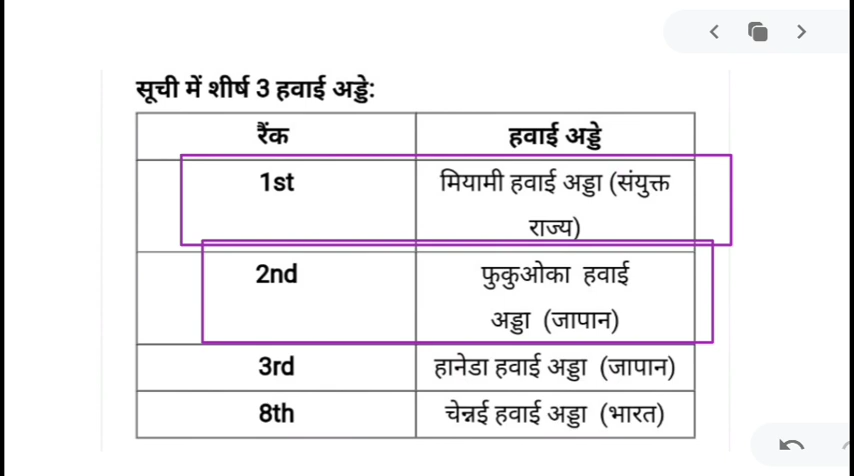 सूची में शीर्ष 3 हवाई अड्डे:
रैंक हवाई अड्डे
1st मियामी हवाई अड्डा (संयुक्त
राज्य)
2nd फुकुओका हवाई
अड्डा (जापान)
3rd हानेडा हवाई अड्डा (जापान)
8th चेन्नई हवाई अड्डा (भारत)